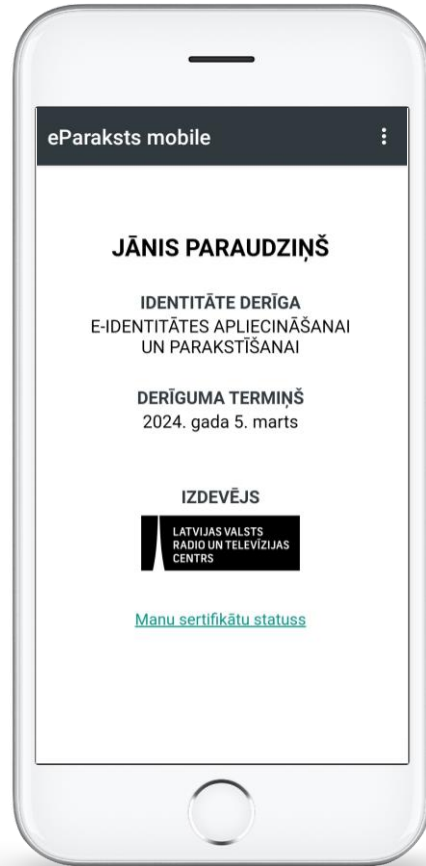 eParaksts mobile
JĀNIS PARAUDZIŅŠ
IDENTITĀTE DERĪGA
E-IDENTITĀTES APLIECINĀŠANAI
UN PARAKSTĪŠANAI
DERĪGUMA TERMIŅŠ
2024. gada 5. marts
IZDEVĒJS
LATVIJAS VALSTS
RADIO UN TELEVĪZIJAS
CENTRS
Manu sertifikātu statuss